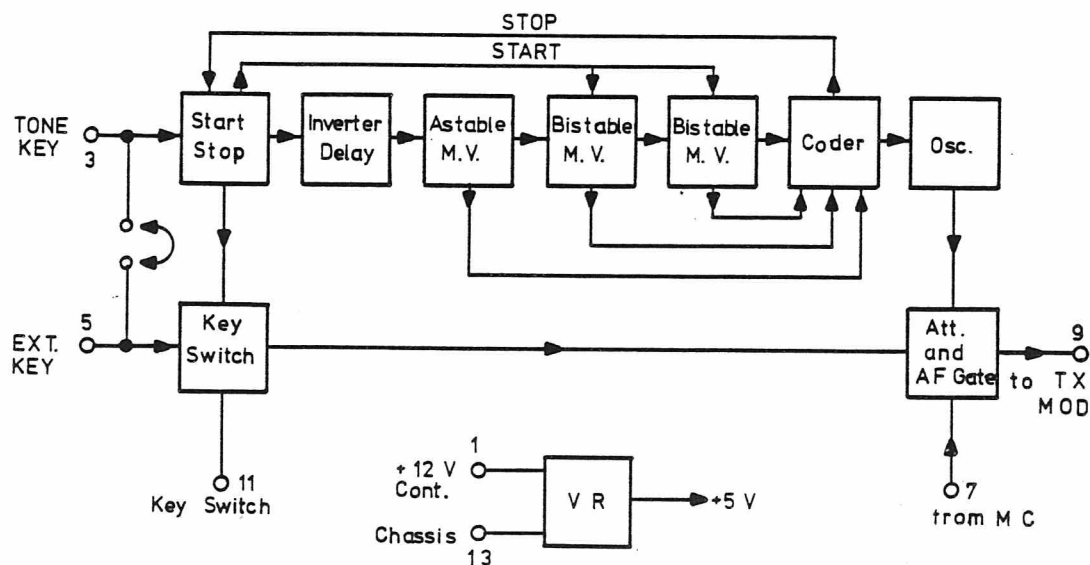 STOP
START
TONE
KEY
3
Start
Stop
Inverter
Delay
Astable
M.V.
Bistable
M.V.
Bistable
M.V.
Coder
Osc.
5
EXT.
KEY
Key
Switch
Att.
and
AF Gate
9
to TX
MOD
11
Key Switch
1
+12 V
Cont.
Chassis
13
V R
+5 V
7
from M C